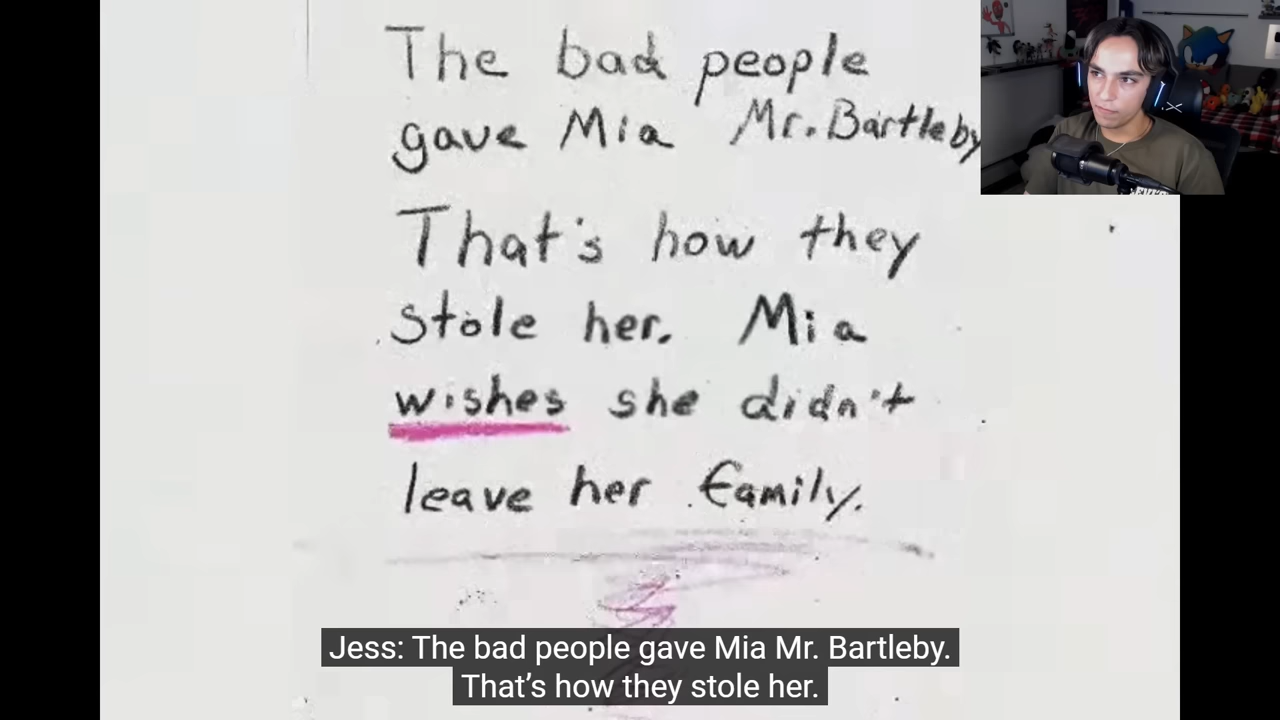 The bad people
gave Mia Mr. Bartleby
That's how they
stole her. Mia
wishes she didn't
leave her family.
Jess: The bad people gave Mia Mr. Bartleby.
That’s how they stole her.